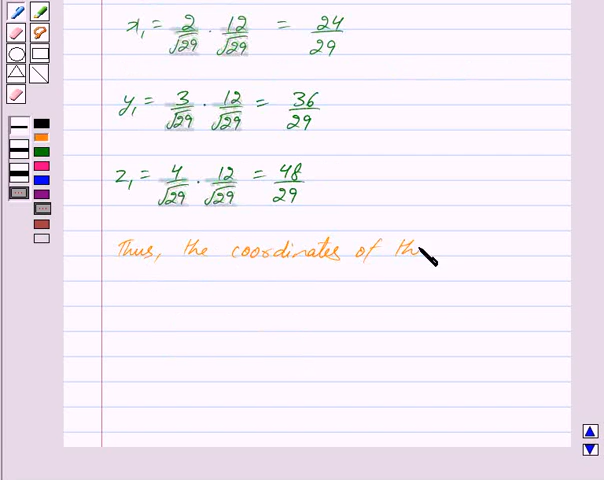 x₁ = 2/√29 · 12/√29 = 24/29
y₁ = 3/√29 · 12/√29 = 36/29
z₁ = 4/√29 · 12/√29 = 48/29
Thus, the coordinates of th